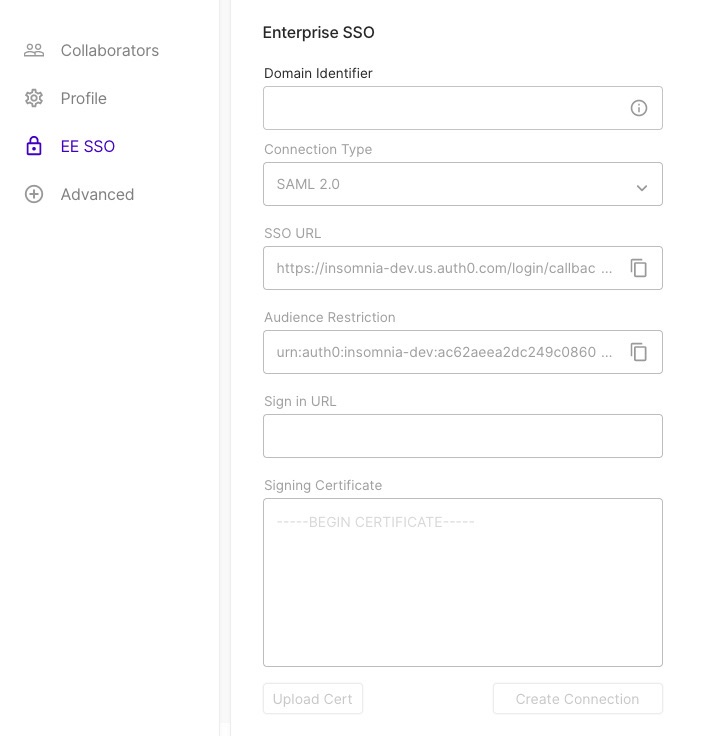 Collaborators
Profile
EE SSO
Advanced
Enterprise SSO
Domain Identifier
Connection Type
SAML 2.0
SSO URL
https://insomnia-dev.us.auth0.com/login/callbac ...
Audience Restriction
urn:auth0:insomnia-dev:ac62aeea2dc249c0860 ...
Sign in URL
Signing Certificate
-----BEGIN CERTIFICATE-----
Upload Cert
Create Connection